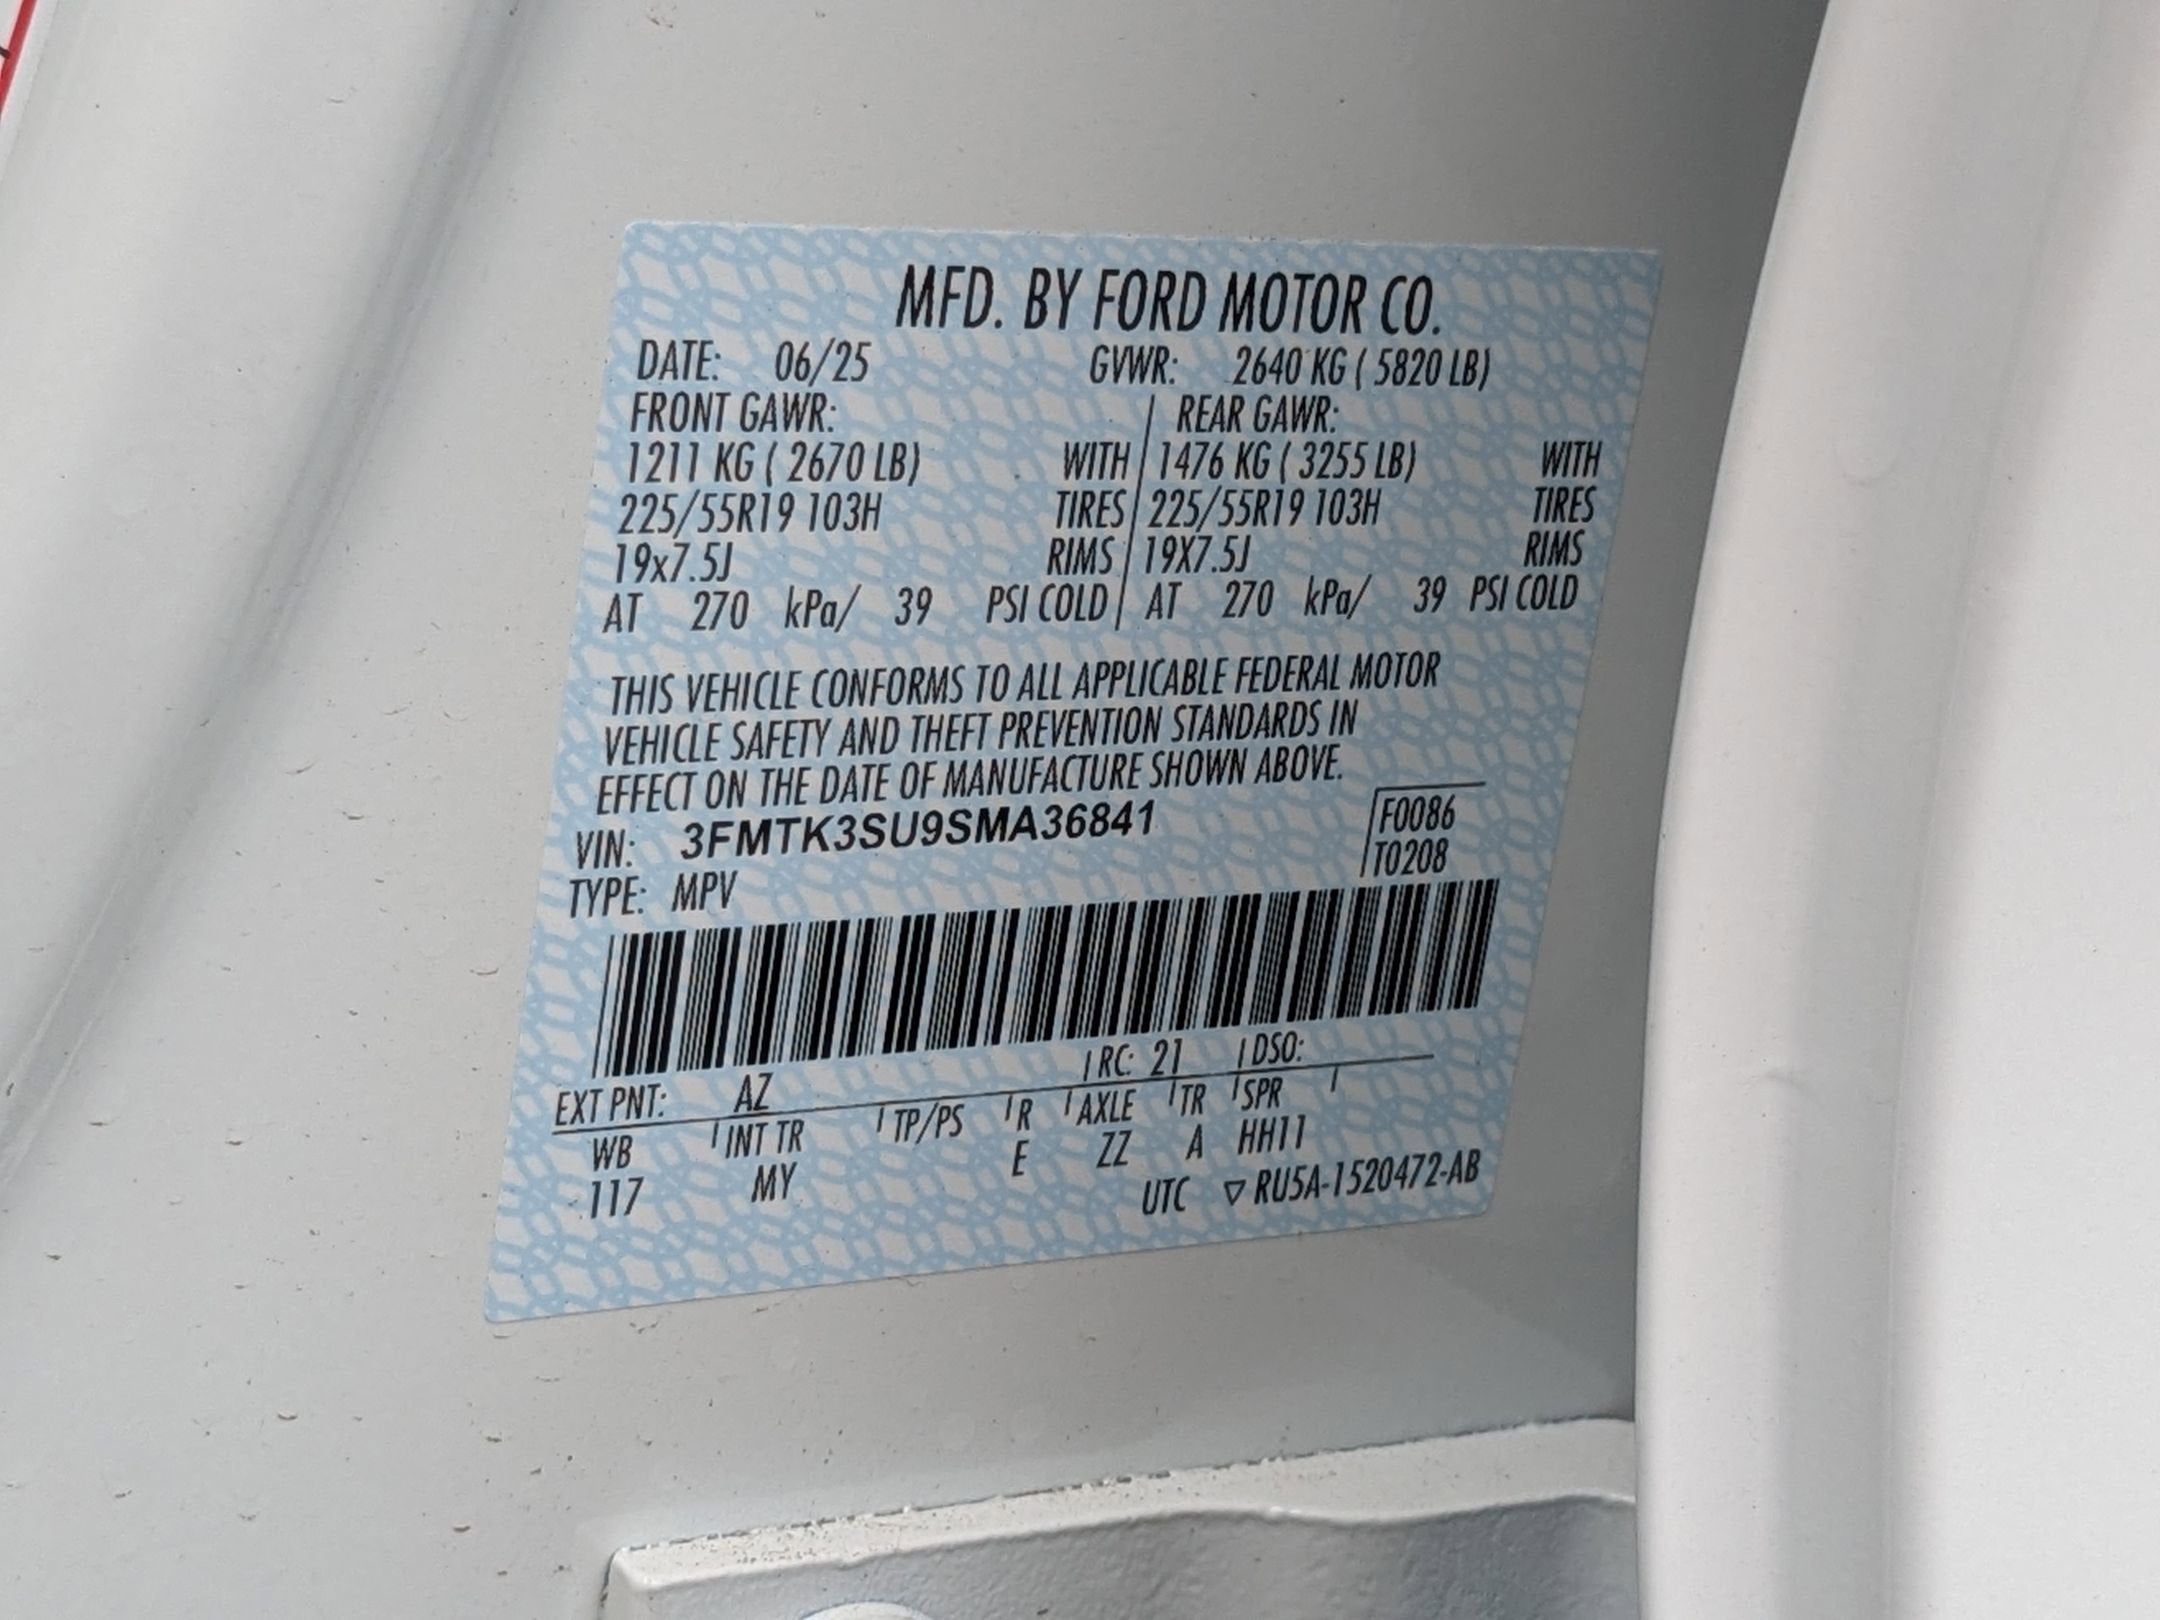 MFD. BY FORD MOTOR CO.
DATE: 06/25 GVWR: 2640 KG ( 5820 LB)
FRONT GAWR: REAR GAWR:
1211 KG ( 2670 LB) WITH 1476 KG ( 3255 LB) WITH
225/55R19 103H TIRES 225/55R19 103H TIRES
19x7.5J RIMS 19X7.5J RIMS
AT 270 kPa/ 39 PSI COLD AT 270 kPa/ 39 PSI COLD
THIS VEHICLE CONFORMS TO ALL APPLICABLE FEDERAL MOTOR
VEHICLE SAFETY AND THEFT PREVENTION STANDARDS IN
EFFECT ON THE DATE OF MANUFACTURE SHOWN ABOVE.
VIN: 3FMTK3SU9SMA36841 F0086
TYPE: MPV T0208
EXT PNT: AZ RC: 21 DSO:
WB INT TR TP/PS R AXLE TR SPR
117 MY E ZZ A HH11
UTC ▽ RU5A-1520472-AB